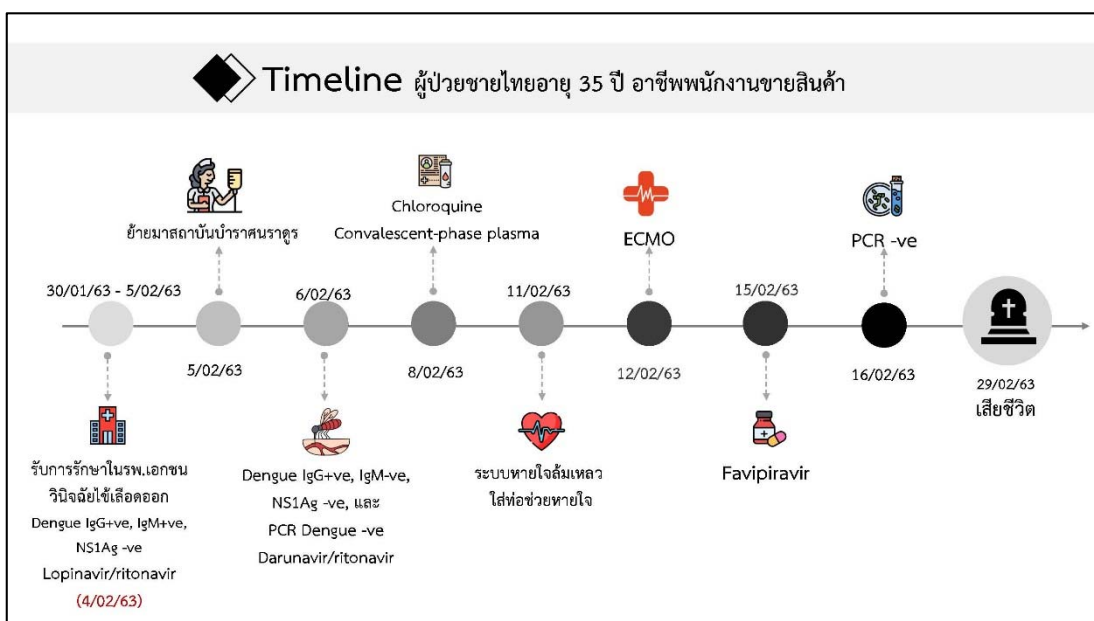 Timeline ผู้ป่วยชายไทยอายุ 35 ปี อาชีพพนักงานขายสินค้า
30/01/63 - 5/02/63
รับการรักษาในรพ.เอกชน
วินิจฉัยไข้เลือดออก
Dengue IgG+ve, IgM+ve,
NS1Ag -ve
Lopinavir/ritonavir
(4/02/63)
ย้ายมาสถาบันบำราศนราดูร
5/02/63
6/02/63
Dengue IgG+ve, IgM-ve,
NS1Ag -ve, และ
PCR Dengue -ve
Darunavir/ritonavir
Chloroquine
Convalescent-phase plasma
8/02/63
11/02/63
ระบบหายใจล้มเหลว
ใส่ท่อช่วยหายใจ
ECMO
12/02/63
15/02/63
Favipiravir
PCR -ve
16/02/63
29/02/63
เสียชีวิต